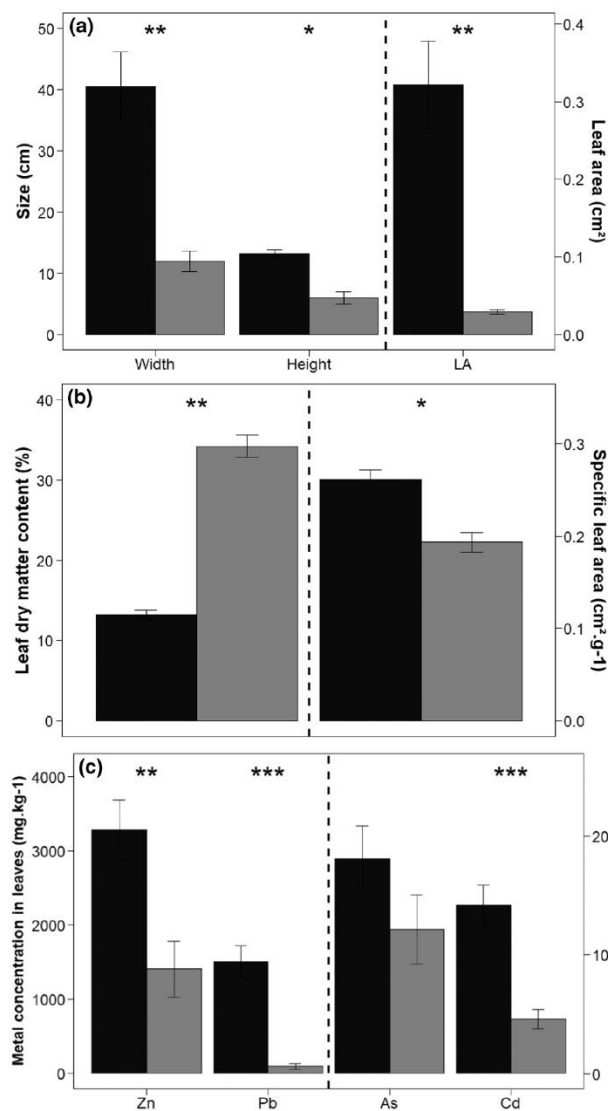 (a)
** * **
50
40
30
20
10
0
Size (cm)
0.4
0.3
0.2
0.1
0.0
Leaf area (cm²)
Width Height LA
(b)
** *
40
30
20
10
0
Leaf dry matter content (%)
0.3
0.2
0.1
0.0
Specific leaf area (cm².g-1)
(c)
** *** ***
4000
3000
2000
1000
0
Metal concentration in leaves (mg.kg-1)
20
10
0
Zn Pb As Cd